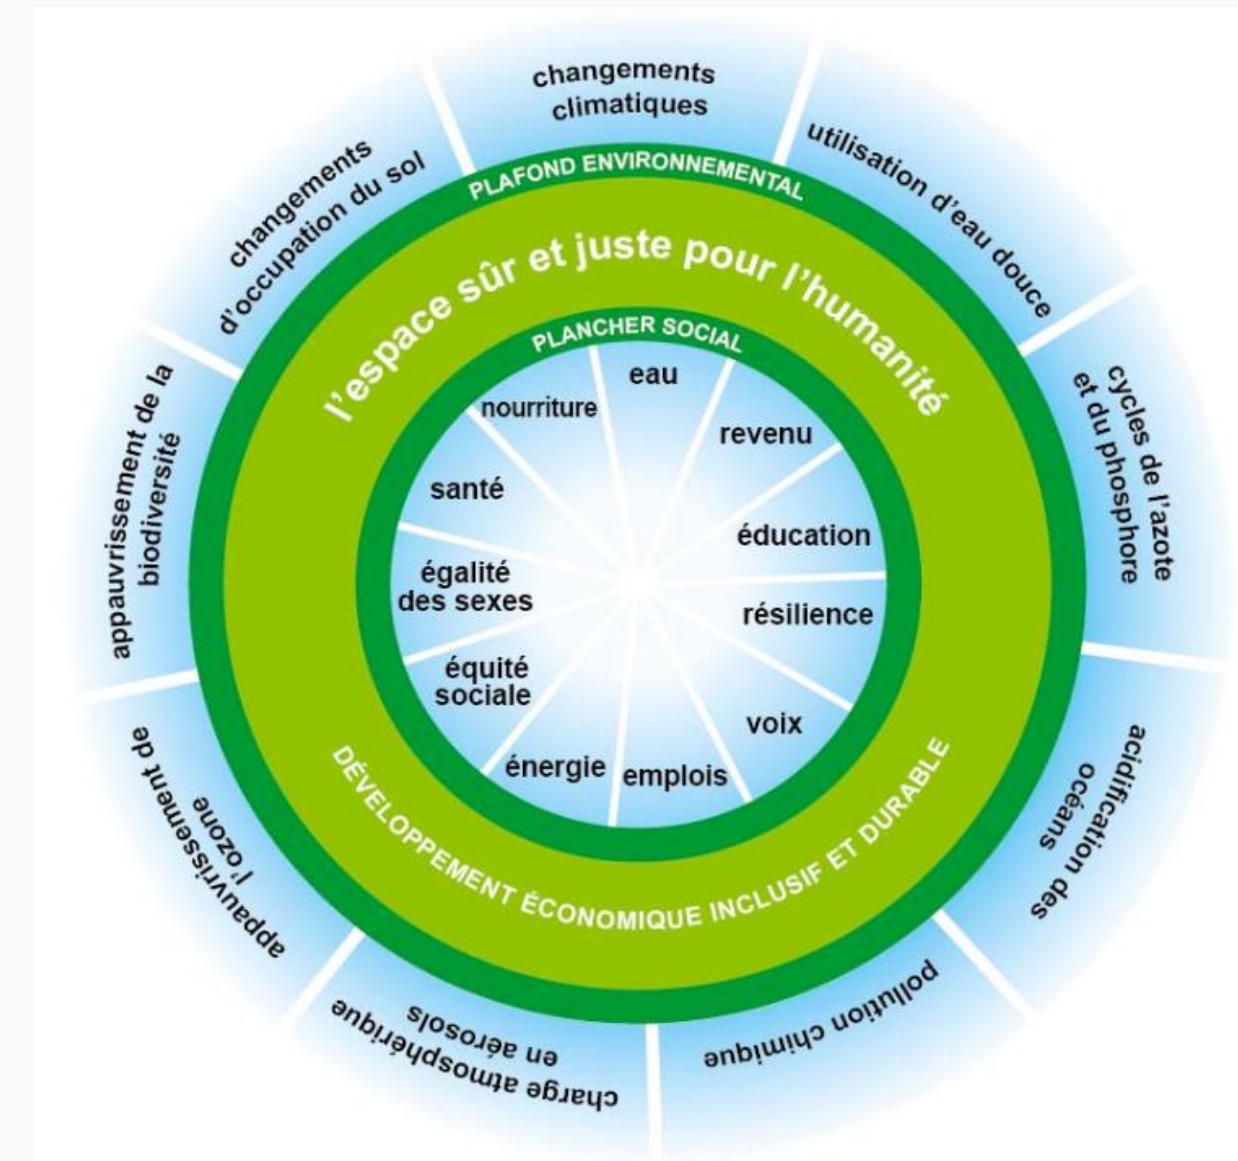 changements
climatiques
utilisation d'eau douce
cycles de l'azote
et du phosphore
acidification des
océans
pollution chimique
charge atmosphérique
en aérosols
appauvrissement de
l'ozone
appauvrissement de la
biodiversité
changements
d'occupation du sol
PLAFOND ENVIRONNEMENTAL
l'espace sûr et juste pour l'humanité
PLANCHER SOCIAL
eau
revenu
éducation
résilience
voix
emplois
énergie
équité
sociale
égalité
des sexes
santé
nourriture
DÉVELOPPEMENT ÉCONOMIQUE INCLUSIF ET DURABLE